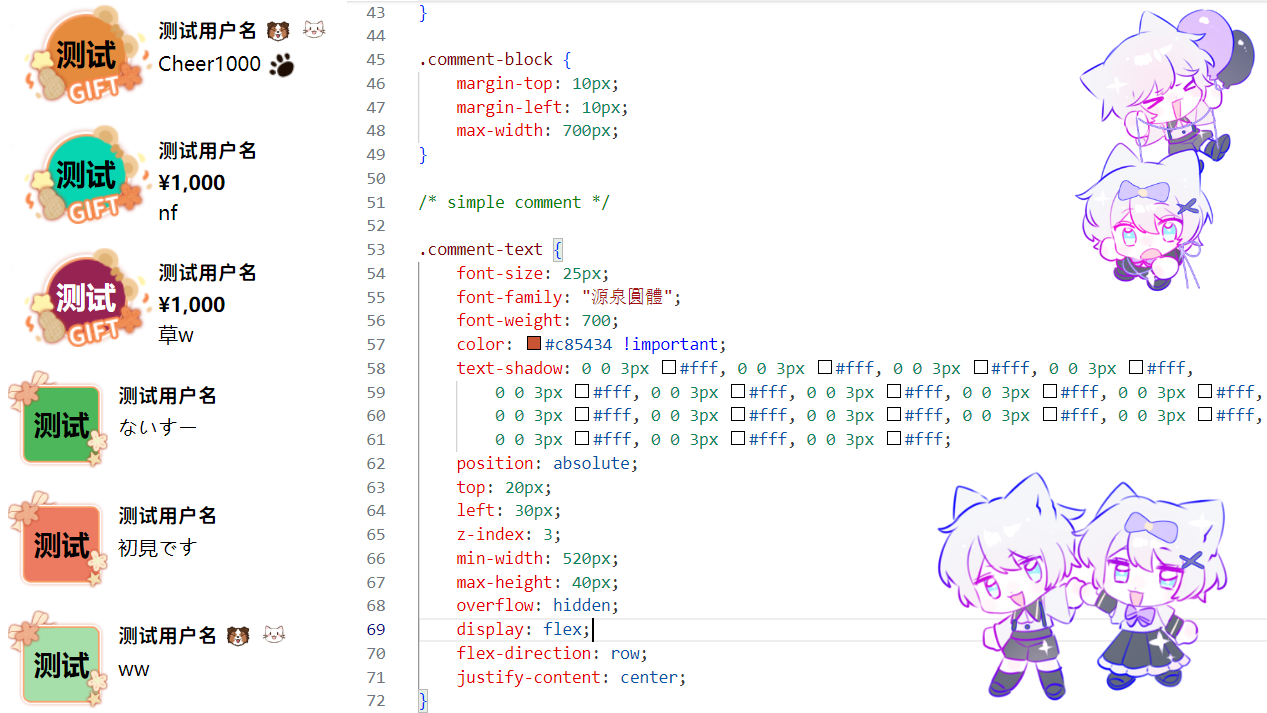 测试
GIFT
测试用户名
Cheer1000
测试
GIFT
测试用户名
¥1,000
nf
测试
GIFT
测试用户名
¥1,000
草w
测试
测试用户名
ないすー
测试
测试用户名
初見です
测试
测试用户名
ww
43 }
44
45 .comment-block {
46 margin-top: 10px;
47 margin-left: 10px;
48 max-width: 700px;
49 }
50
51 /* simple comment */
52
53 .comment-text {
54 font-size: 25px;
55 font-family: "源泉圓體";
56 font-weight: 700;
57 color: #c85434 !important;
58 text-shadow: 0 0 3px #fff, 0 0 3px #fff, 0 0 3px #fff, 0 0 3px #fff,
59 0 0 3px #fff, 0 0 3px #fff, 0 0 3px #fff, 0 0 3px #fff, 0 0 3px #fff,
60 0 0 3px #fff, 0 0 3px #fff, 0 0 3px #fff, 0 0 3px #fff, 0 0 3px #fff,
61 0 0 3px #fff, 0 0 3px #fff, 0 0 3px #fff;
62 position: absolute;
63 top: 20px;
64 left: 30px;
65 z-index: 3;
66 min-width: 520px;
67 max-height: 40px;
68 overflow: hidden;
69 display: flex;
70 flex-direction: row;
71 justify-content: center;
72 }